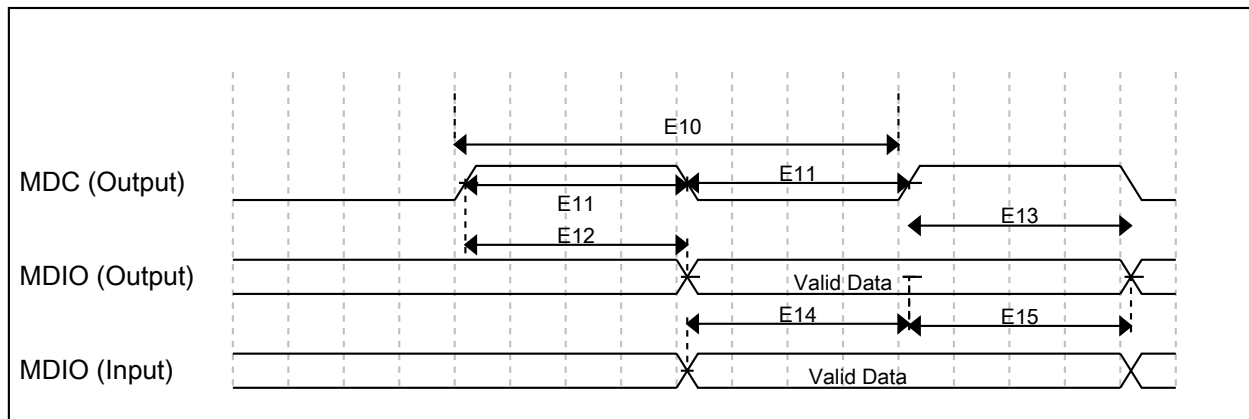 E10
MDC (Output)
E11
E11
E13
E12
MDIO (Output)
Valid Data
E14
E15
MDIO (Input)
Valid Data